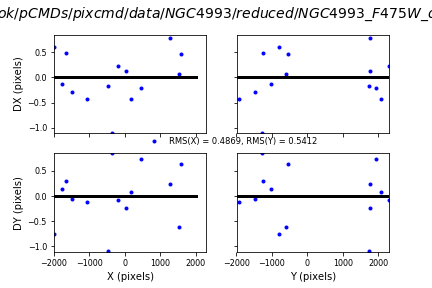 ok/pCMDs/pixcmd/data/NGC4993/reduced/NGC4993_F475W_
DX (pixels)
0.5
0.0
−0.5
−1.0
RMS(X) = 0.4869, RMS(Y) = 0.5412
DY (pixels)
0.5
0.0
−0.5
−1.0
−2000 −1000 0 1000 2000
−2000 −1000 0 1000 2000
X (pixels)
Y (pixels)